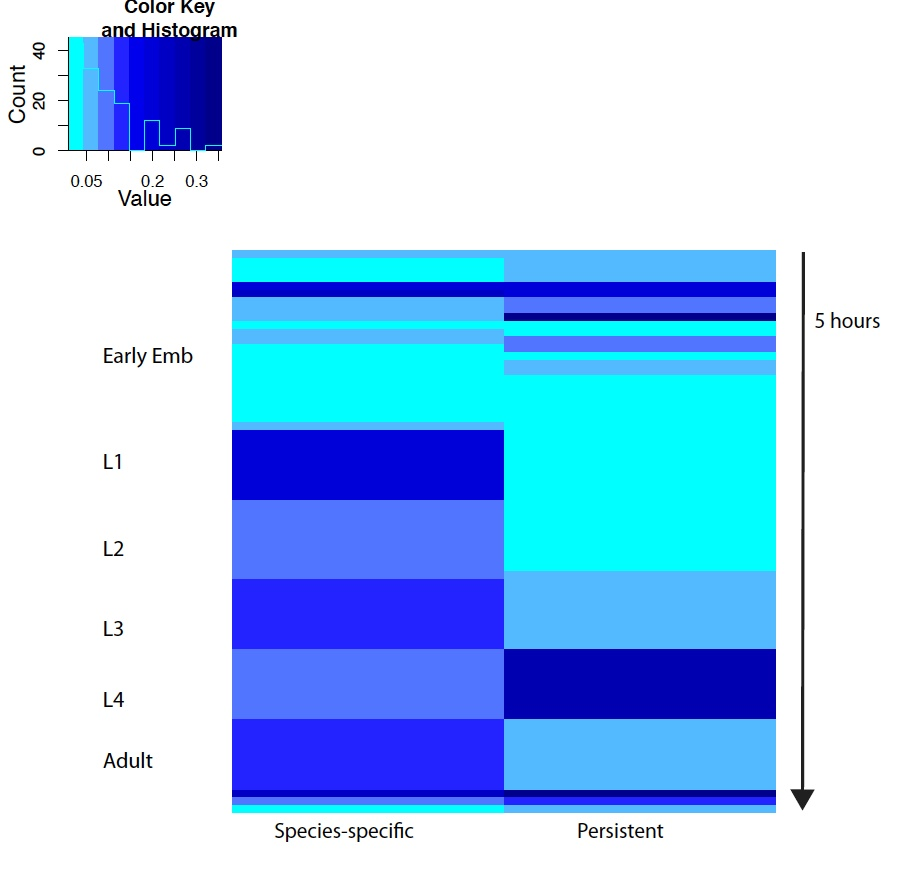 Color Key
and Histogram
Count
0
20
40
0.05
0.2
0.3
Value
5 hours
Early Emb
L1
L2
L3
L4
Adult
Species-specific
Persistent